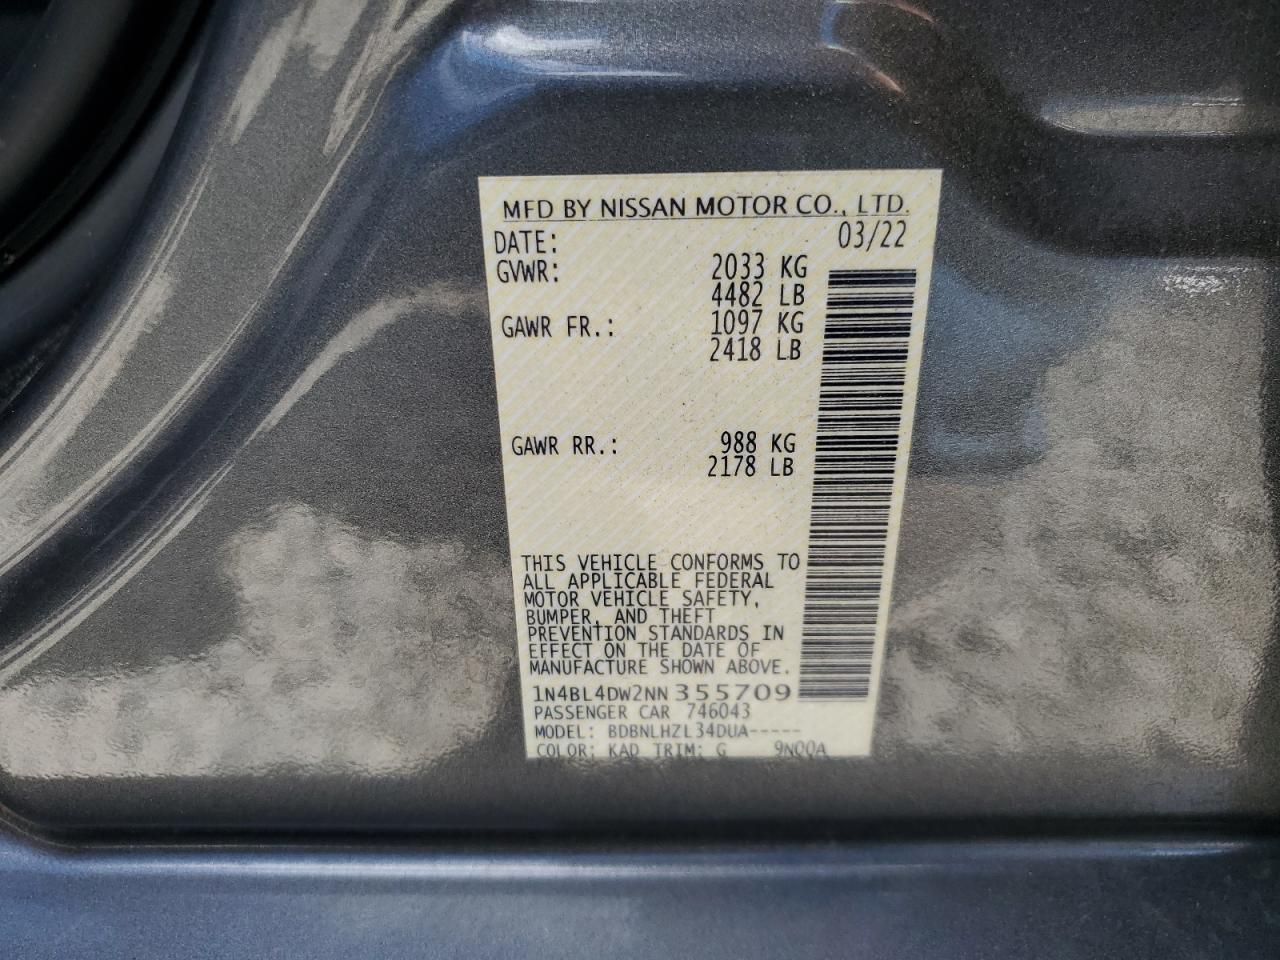 MFD BY NISSAN MOTOR CO., LTD.
DATE: 03/22
GVWR: 2033 KG
4482 LB
GAWR FR.: 1097 KG
2418 LB
GAWR RR.: 988 KG
2178 LB
THIS VEHICLE CONFORMS TO
ALL APPLICABLE FEDERAL
MOTOR VEHICLE SAFETY,
BUMPER, AND THEFT
PREVENTION STANDARDS IN
EFFECT ON THE DATE OF
MANUFACTURE SHOWN ABOVE.
1N4BL4DW2NN355709
PASSENGER CAR 746043
MODEL: BDBNLHZL34DUA-----
COLOR: KAD TRIM: G 9N00A